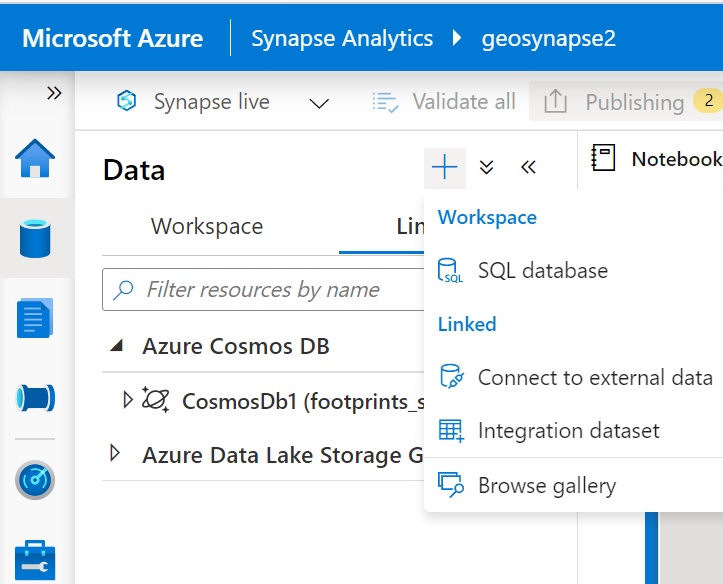 Microsoft Azure
Synapse Analytics
geosynapse2
Synapse live
Validate all
Publishing
2
Data
Notebook
Workspace
Lin
Workspace
SQL
SQL database
Filter resources by name
Linked
Azure Cosmos DB
Connect to external data
CosmosDb1 (footprints_s
Integration dataset
Azure Data Lake Storage G
Browse gallery